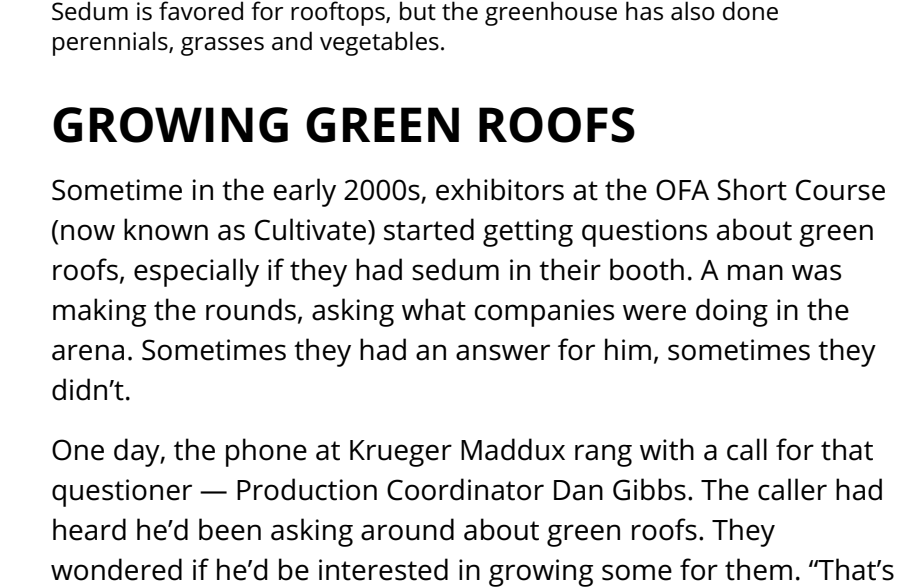 Sedum is favored for rooftops, but the greenhouse has also done
perennials, grasses and vegetables.
GROWING GREEN ROOFS
Sometime in the early 2000s, exhibitors at the OFA Short Course
(now known as Cultivate) started getting questions about green
roofs, especially if they had sedum in their booth. A man was
making the rounds, asking what companies were doing in the
arena. Sometimes they had an answer for him, sometimes they
didn’t.
One day, the phone at Krueger Maddux rang with a call for that
questioner — Production Coordinator Dan Gibbs. The caller had
heard he’d been asking around about green roofs. They
wondered if he’d be interested in growing some for them. “That’s